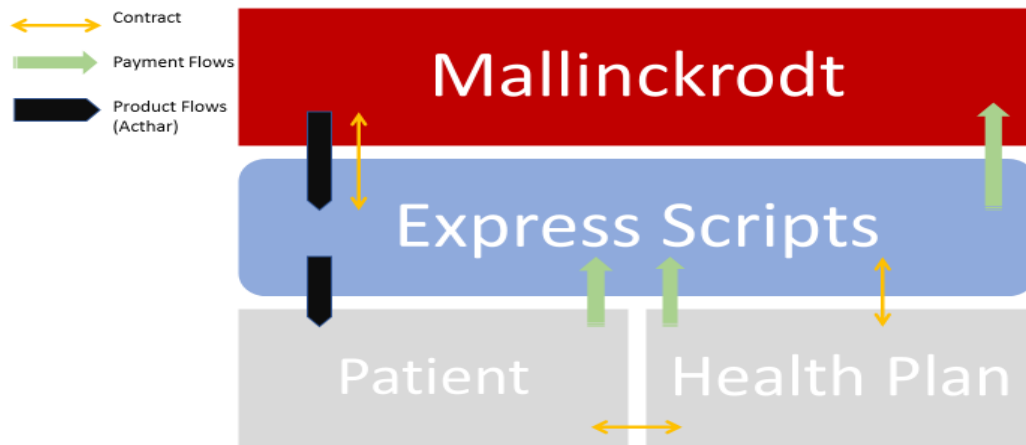 Contract
Payment Flows
Product Flows
(Acthar)
Mallinckrodt
Express Scripts
Patient
Health Plan